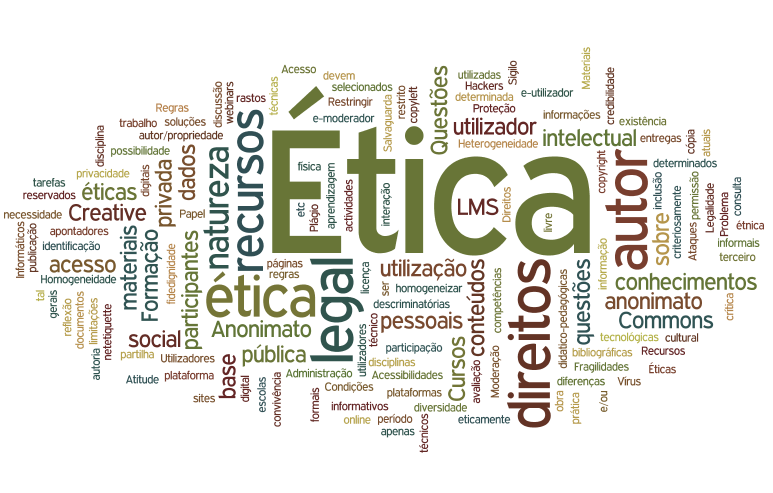 Ética
Questões
utilizadas
Hackers
Sigilo
Materiais
Acesso
devem
técnicas
selecionados
Restringir
Salvaguarda
restrito
copyleft
determinada
Proteção
e-utilizador
credibilidade
rastos
webinars
discussão
Regras
trabalho
soluções
e-moderador
utilizador
Heterogeneidade
informações
intelectual
existência
entregas
cópia
atuais
autor/propriedade
disciplina
possibilidade
privacidade
digitais
privada
dados
natureza
recursos
física
etc
Plágio
aprendizagem
actividades
interação
LMS
Direitos
livre
copyright
autor
determinados
inclusão
sobre
criteriosamente
permissão
Ataques
Legalidade
Problema
consulta
étnica
informais
terceiro
tarefas
reservados
éticas
necessidade
Creative
Papel
Informáticos
publicação
apontadores
identificação
acesso
Homogeneidade
materiais
Formação
fidedignidade
participantes
páginas
regras
ética
legal
licença
utilização
ser
homogeneizar
descriminatórias
conteúdos
competências
direitos
didatico-pedagógicas
questões
informação
conhecimentos
anonimato
Commons
crítica
tal
gerais
reflexão
documentos
limitações
netetiquette
autoria
social
partilha
Utilizadores
Anonimato
pública
utilizadores
técnico
pessoais
participação
Cursos
avaliação
Moderação
tecnológicas
cultural
bibliográficas
Recursos
Fragilidades
Éticas
diferenças
Vírus
Atitude
plataforma
base
digital
sites
escolas
convivência
Administração
disciplinas
Acessibilidades
Condições
plataformas
formais
informativos
diversidade
online
período
apenas
técnicos
eticamente
obra
prática
e/ou